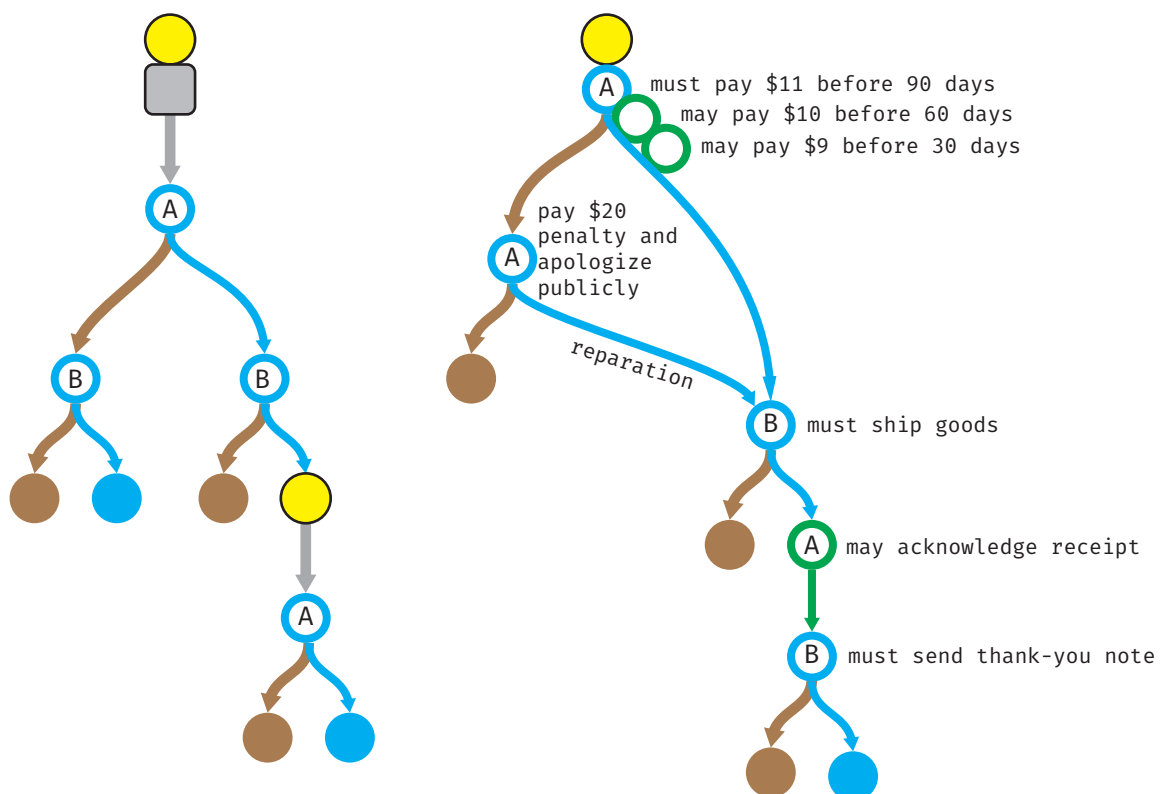 A
B
B
A
A
must pay $11 before 90 days
may pay $10 before 60 days
may pay $9 before 30 days
A
pay $20
penalty and
apologize
publicly
reparation
B
must ship goods
A
may acknowledge receipt
B
must send thank-you note